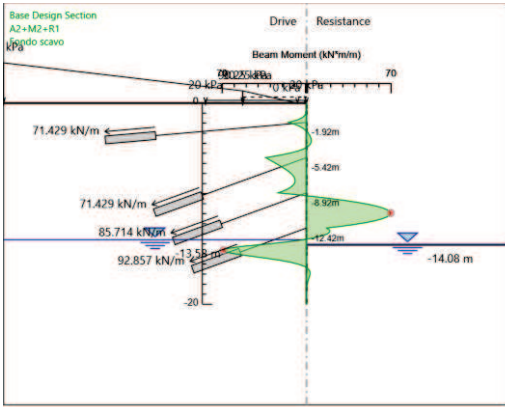 Base Design Section
A2+M2+R1
Fondo scavo
kPa
Drive
Resistance
Beam Moment (kN*m/m)
70
70
20 kPa
0 kPa
20 kPa
0
71.429 kN/m
-1.92m
-5.42m
71.429 kN/m
-8.92m
85.714 kN/m
-12.42m
92.857 kN/m
-13.58 m
-14.08 m
-20